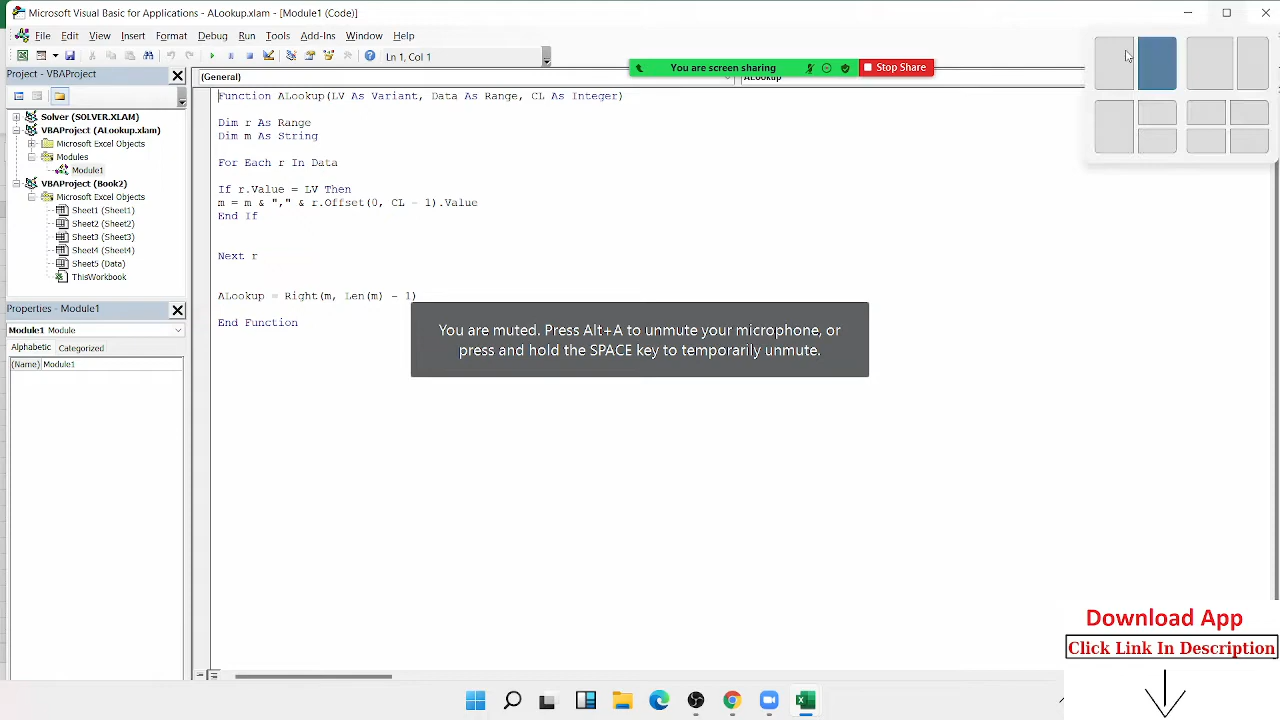 Microsoft Visual Basic for Applications - ALookup.xlam - [Module1 (Code)]
File Edit View Insert Format Debug Run Tools Add-Ins Window Help
Ln 1, Col 1
Project - VBAProject
(General)
ALookup
You are screen sharing
Stop Share
Solver (SOLVER.XLAM)
VBAProject (ALookup.xlam)
Microsoft Excel Objects
Modules
Module1
VBAProject (Book2)
Microsoft Excel Objects
Sheet1 (Sheet1)
Sheet2 (Sheet2)
Sheet3 (Sheet3)
Sheet4 (Sheet4)
Sheet5 (Data)
ThisWorkbook
Properties - Module1
Module1 Module
Alphabetic Categorized
(Name) Module1
Function ALookup(LV As Variant, Data As Range, CL As Integer)
Dim r As Range
Dim m As String
For Each r In Data
If r.Value = LV Then
m = m & "," & r.Offset(0, CL - 1).Value
End If
Next r
ALookup = Right(m, Len(m) - 1)
End Function
You are muted. Press Alt+A to unmute your microphone, or
press and hold the SPACE key to temporarily unmute.
Download App
Click Link In Description